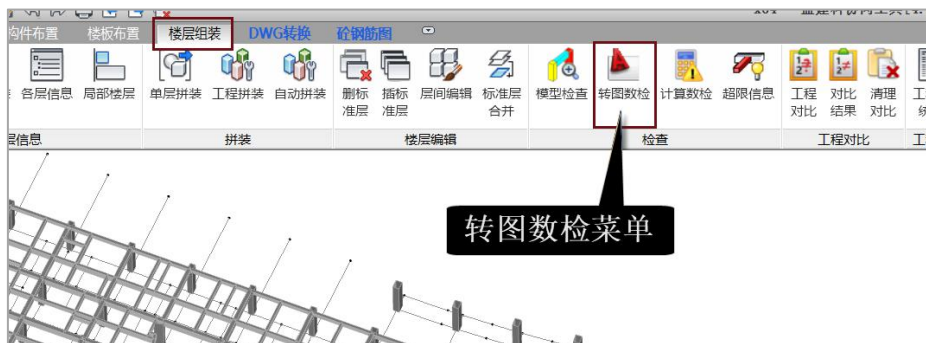 构件布置 楼板布置 楼层组装 DWG转换 砼钢筋图
各层信息 局部楼层 单层拼装 工程拼装 自动拼装 删标准层 插标准层 层间编辑 标准层合并 模型检查 转图数检 计算数检 超限信息 工程对比 对比结果 清理对比
层信息 拼装 楼层编辑 检查 工程对比
转图数检菜单